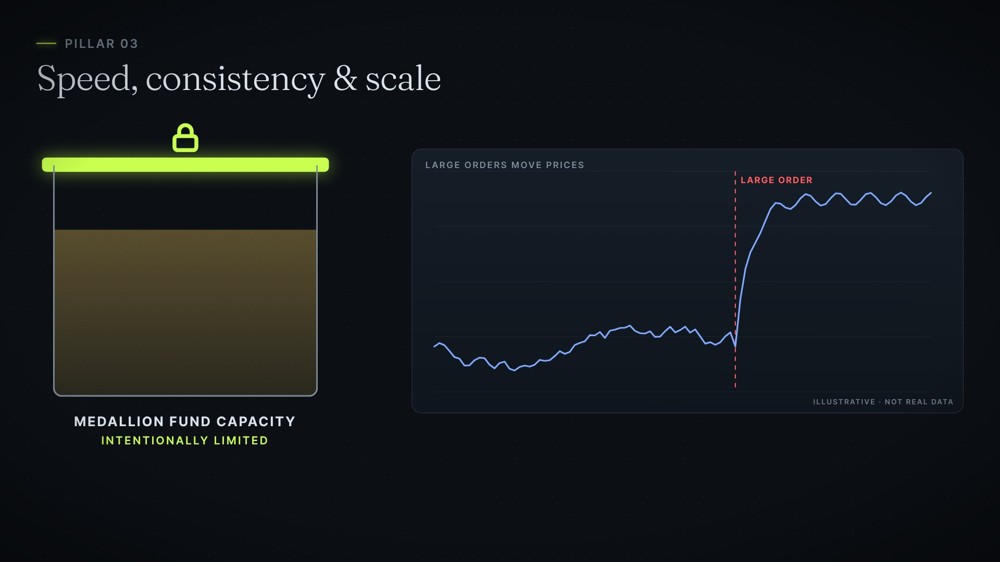 PILLAR 03
Speed, consistency & scale
LARGE ORDERS MOVE PRICES
LARGE ORDER
ILLUSTRATIVE · NOT REAL DATA
MEDALLION FUND CAPACITY
INTENTIONALLY LIMITED